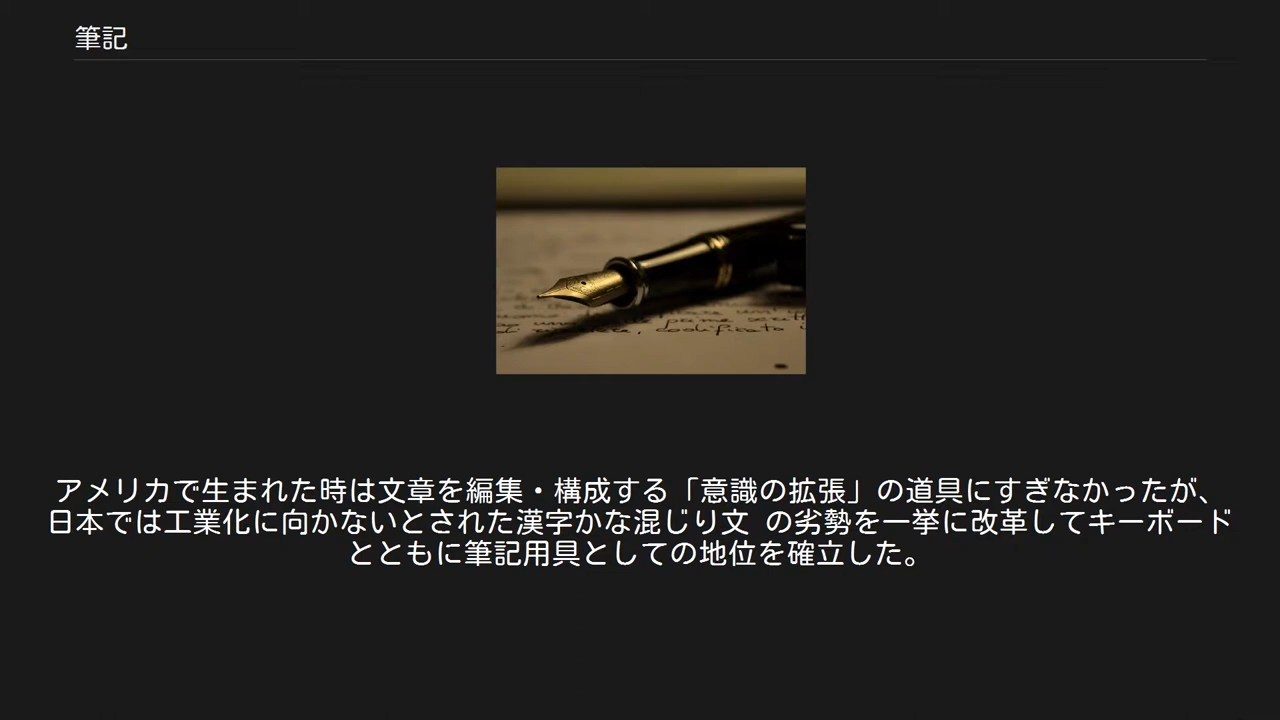 筆記
アメリカで生まれた時は文章を編集・構成する「意識の拡張」の道具にすぎなかったが、
日本では工業化に向かないとされた漢字かな混じり文 の劣勢を一挙に改革してキーボード
とともに筆記用具としての地位を確立した。